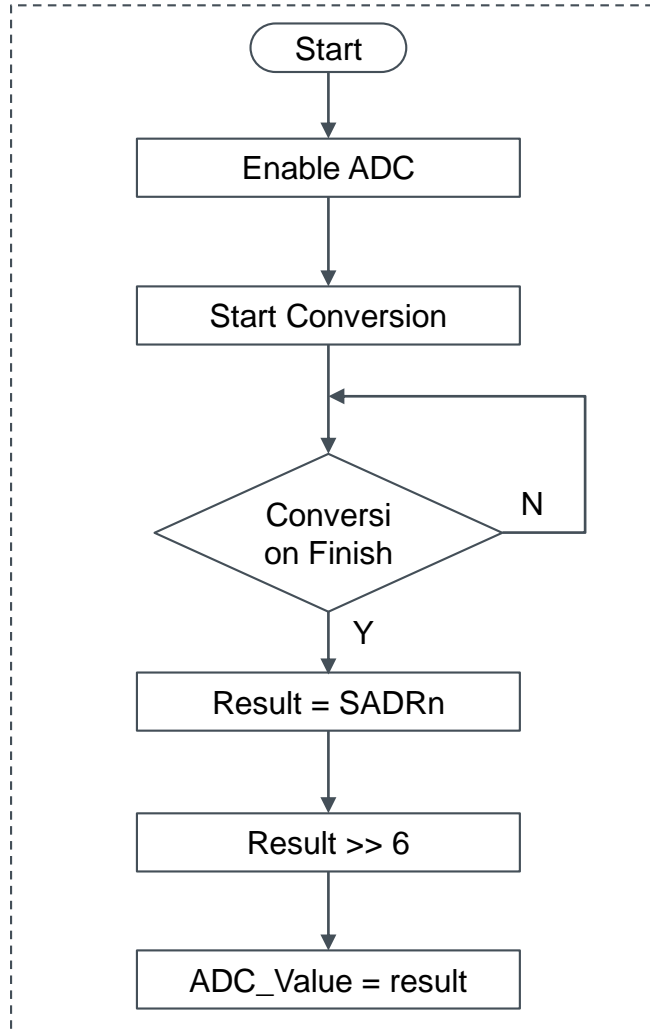 Start
Enable ADC
Start Conversion
Conversi
on Finish
N
Y
Result = SADRn
Result >> 6
ADC_Value = result